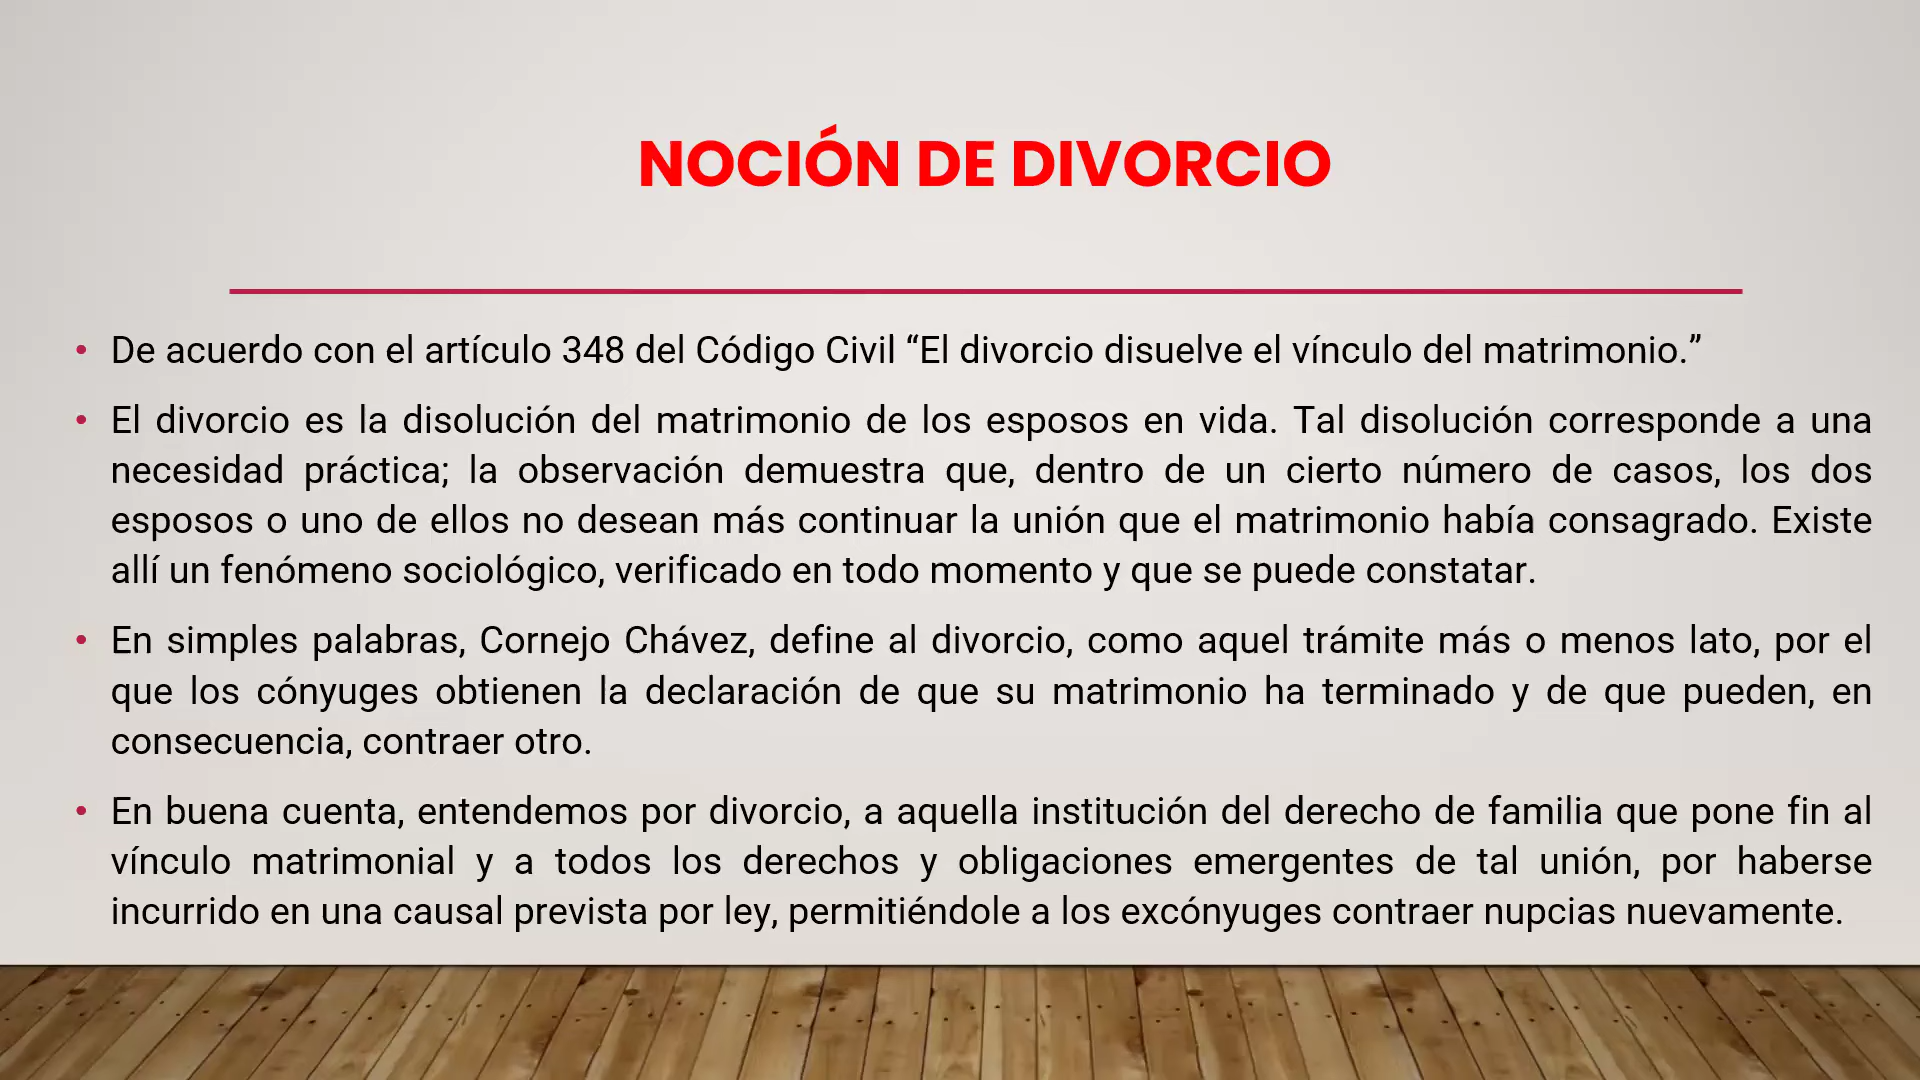 NOCIÓN DE DIVORCIO
• De acuerdo con el artículo 348 del Código Civil “El divorcio disuelve el vínculo del matrimonio.”
• El divorcio es la disolución del matrimonio de los esposos en vida. Tal disolución corresponde a una
necesidad práctica; la observación demuestra que, dentro de un cierto número de casos, los dos
esposos o uno de ellos no desean más continuar la unión que el matrimonio había consagrado. Existe
allí un fenómeno sociológico, verificado en todo momento y que se puede constatar.
• En simples palabras, Cornejo Chávez, define al divorcio, como aquel trámite más o menos lato, por el
que los cónyuges obtienen la declaración de que su matrimonio ha terminado y de que pueden, en
consecuencia, contraer otro.
• En buena cuenta, entendemos por divorcio, a aquella institución del derecho de familia que pone fin al
vínculo matrimonial y a todos los derechos y obligaciones emergentes de tal unión, por haberse
incurrido en una causal prevista por ley, permitiéndole a los excónyuges contraer nupcias nuevamente.